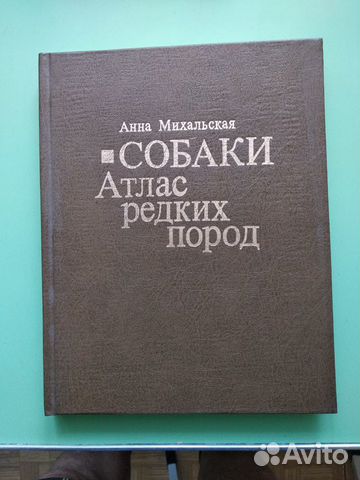 Анна Михальская
СОБАКИ
Атлас
редких
пород
Avito